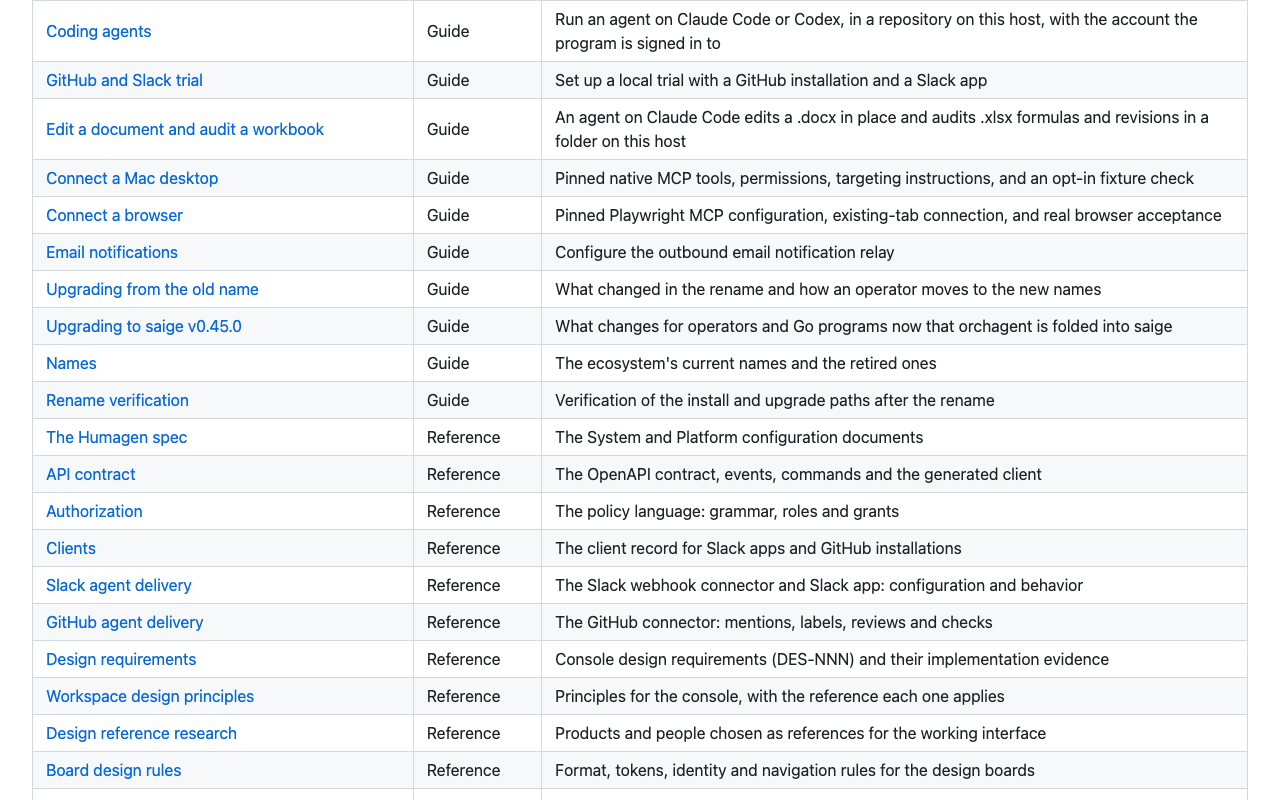 Coding agents
Guide
Run an agent on Claude Code or Codex, in a repository on this host, with the account the
program is signed in to
GitHub and Slack trial
Guide
Set up a local trial with a GitHub installation and a Slack app
Edit a document and audit a workbook
Guide
An agent on Claude Code edits a .docx in place and audits .xlsx formulas and revisions in a
folder on this host
Connect a Mac desktop
Guide
Pinned native MCP tools, permissions, targeting instructions, and an opt-in fixture check
Connect a browser
Guide
Pinned Playwright MCP configuration, existing-tab connection, and real browser acceptance
Email notifications
Guide
Configure the outbound email notification relay
Upgrading from the old name
Guide
What changed in the rename and how an operator moves to the new names
Upgrading to saige v0.45.0
Guide
What changes for operators and Go programs now that orchagent is folded into saige
Names
Guide
The ecosystem's current names and the retired ones
Rename verification
Guide
Verification of the install and upgrade paths after the rename
The Humagen spec
Reference
The System and Platform configuration documents
API contract
Reference
The OpenAPI contract, events, commands and the generated client
Authorization
Reference
The policy language: grammar, roles and grants
Clients
Reference
The client record for Slack apps and GitHub installations
Slack agent delivery
Reference
The Slack webhook connector and Slack app: configuration and behavior
GitHub agent delivery
Reference
The GitHub connector: mentions, labels, reviews and checks
Design requirements
Reference
Console design requirements (DES-NNN) and their implementation evidence
Workspace design principles
Reference
Principles for the console, with the reference each one applies
Design reference research
Reference
Products and people chosen as references for the working interface
Board design rules
Reference
Format, tokens, identity and navigation rules for the design boards